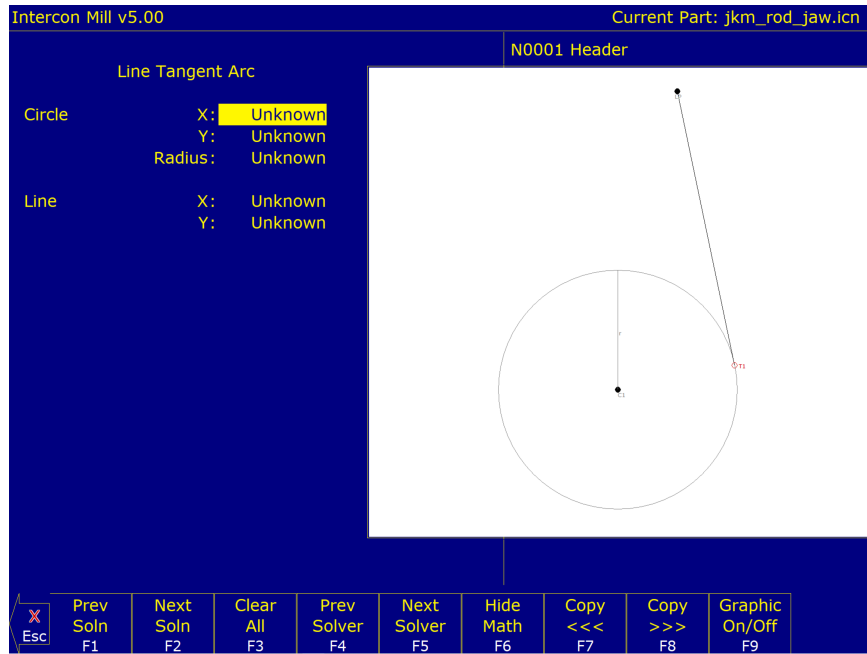 Intercon Mill v5.00 Current Part: jkm_rod_jaw.icn
N0001 Header
Line Tangent Arc
Circle X: Unknown
Y: Unknown
Radius: Unknown
Line X: Unknown
Y: Unknown
r
C1
T1
X Esc
Prev Soln F1
Next Soln F2
Clear All F3
Prev Solver F4
Next Solver F5
Hide Math F6
Copy <<< F7
Copy >>> F8
Graphic On/Off F9